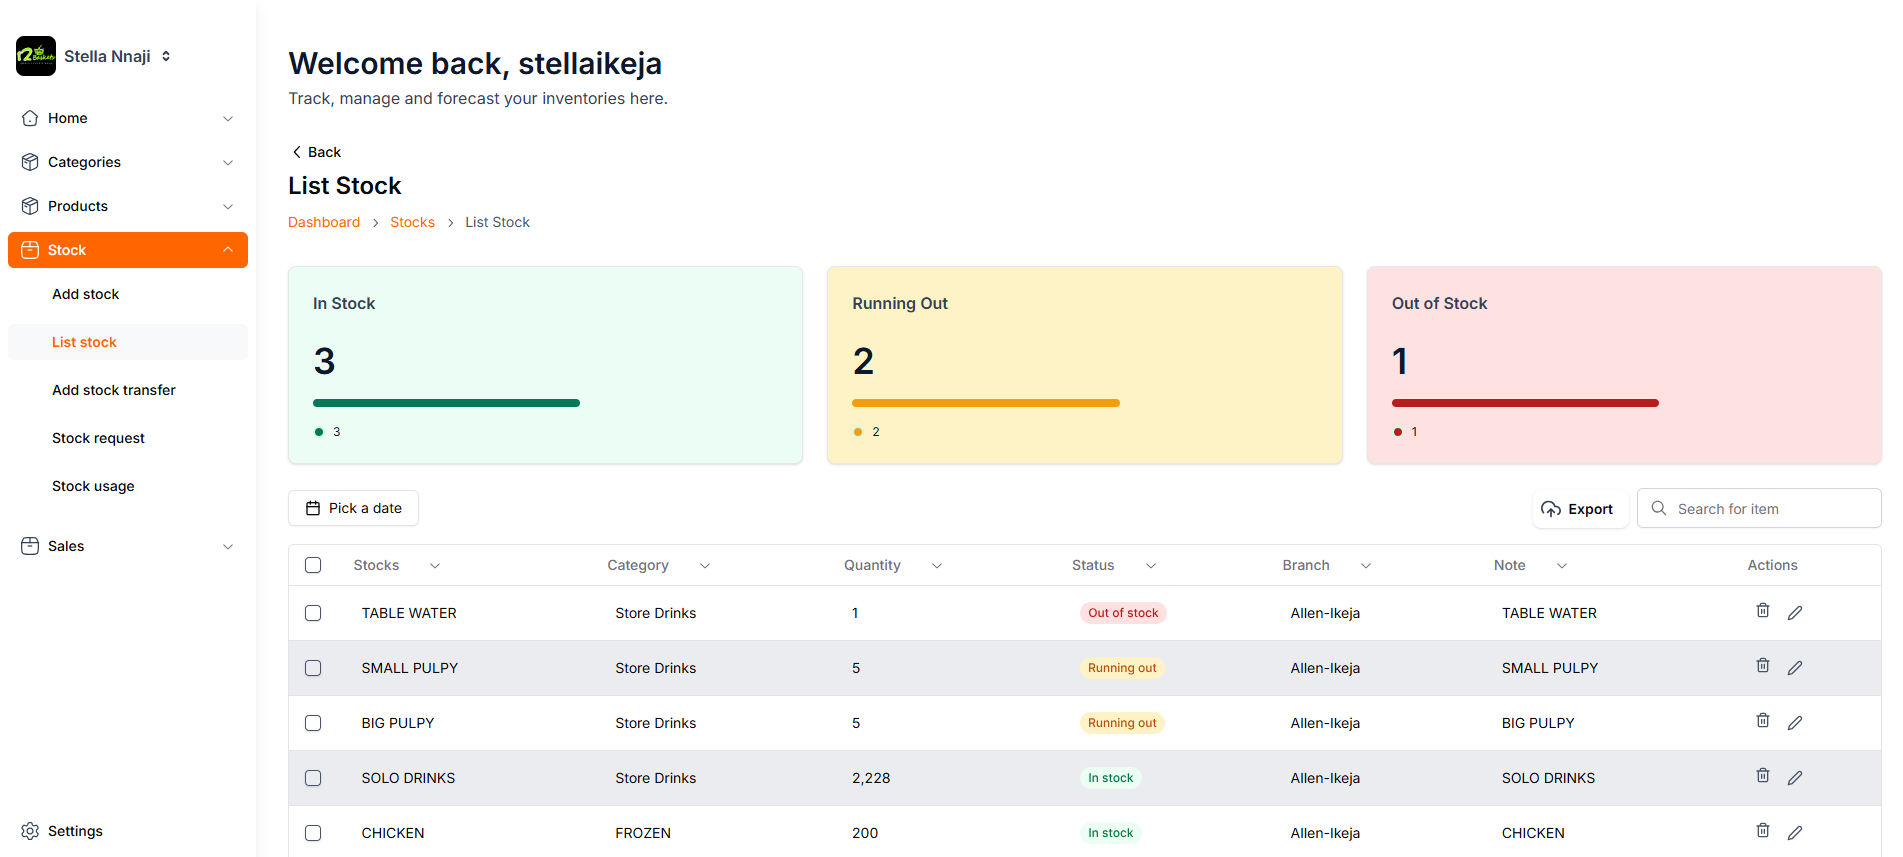 12 Baskets
Stella Nnaji
Home
Categories
Products
Stock
Add stock
List stock
Add stock transfer
Stock request
Stock usage
Sales
Settings
Welcome back, stellaikeja
Track, manage and forecast your inventories here.
Back
List Stock
Dashboard > Stocks > List Stock
In Stock
3
3
Running Out
2
2
Out of Stock
1
1
Pick a date
Export
Search for item
Stocks Category Quantity Status Branch Note Actions
TABLE WATER Store Drinks 1 Out of stock Allen-Ikeja TABLE WATER
SMALL PULPY Store Drinks 5 Running out Allen-Ikeja SMALL PULPY
BIG PULPY Store Drinks 5 Running out Allen-Ikeja BIG PULPY
SOLO DRINKS Store Drinks 2,228 In stock Allen-Ikeja SOLO DRINKS
CHICKEN FROZEN 200 In stock Allen-Ikeja CHICKEN